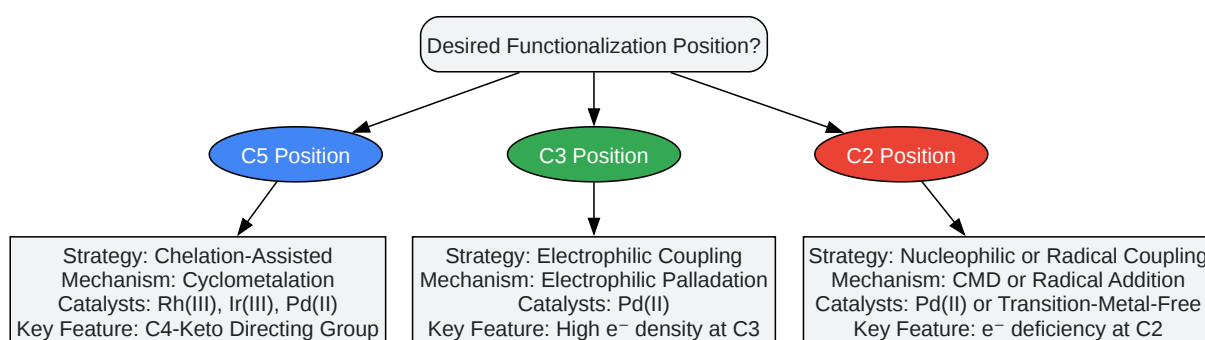 Desired Functionalization Position?
C5 Position
C3 Position
C2 Position
Strategy: Chelation-Assisted
Mechanism: Cyclometalation
Catalysts: Rh(III), Ir(III), Pd(II)
Key Feature: C4-Keto Directing Group
Strategy: Electrophilic Coupling
Mechanism: Electrophilic Palladation
Catalysts: Pd(II)
Key Feature: High e⁻ density at C3
Strategy: Nucleophilic or Radical Coupling
Mechanism: CMD or Radical Addition
Catalysts: Pd(II) or Transition-Metal-Free
Key Feature: e⁻ deficiency at C2